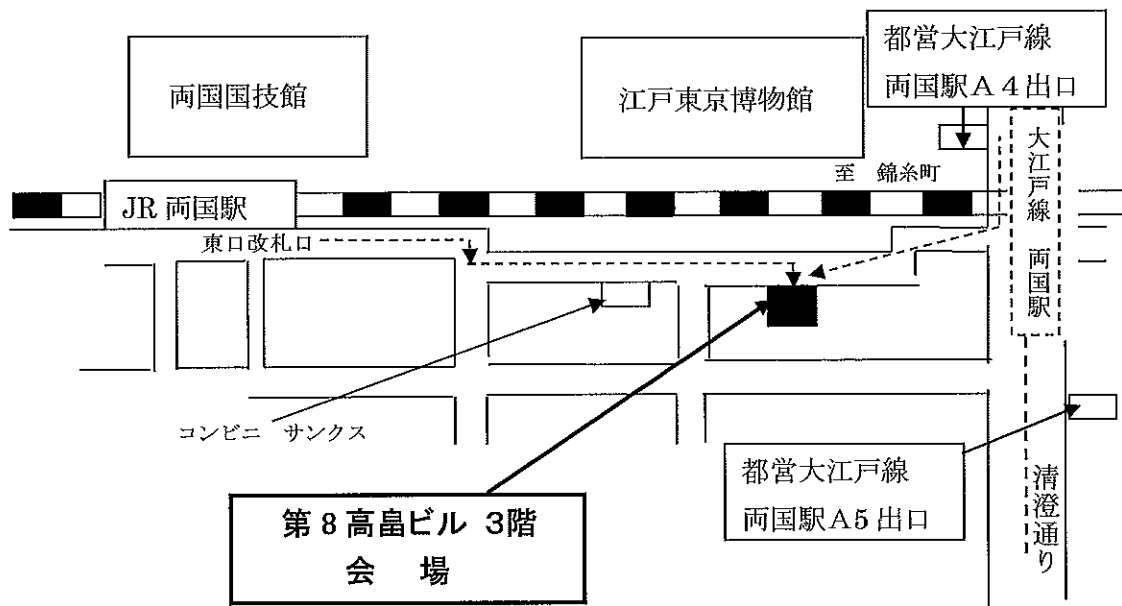 両国国技館
江戸東京博物館
都営大江戸線
両国駅A4出口
至 錦糸町
JR両国駅
東口改札口
大江戸線 両国駅
コンビニ サンクス
第8高畠ビル 3階
会 場
都営大江戸線
両国駅A5出口
清澄通り